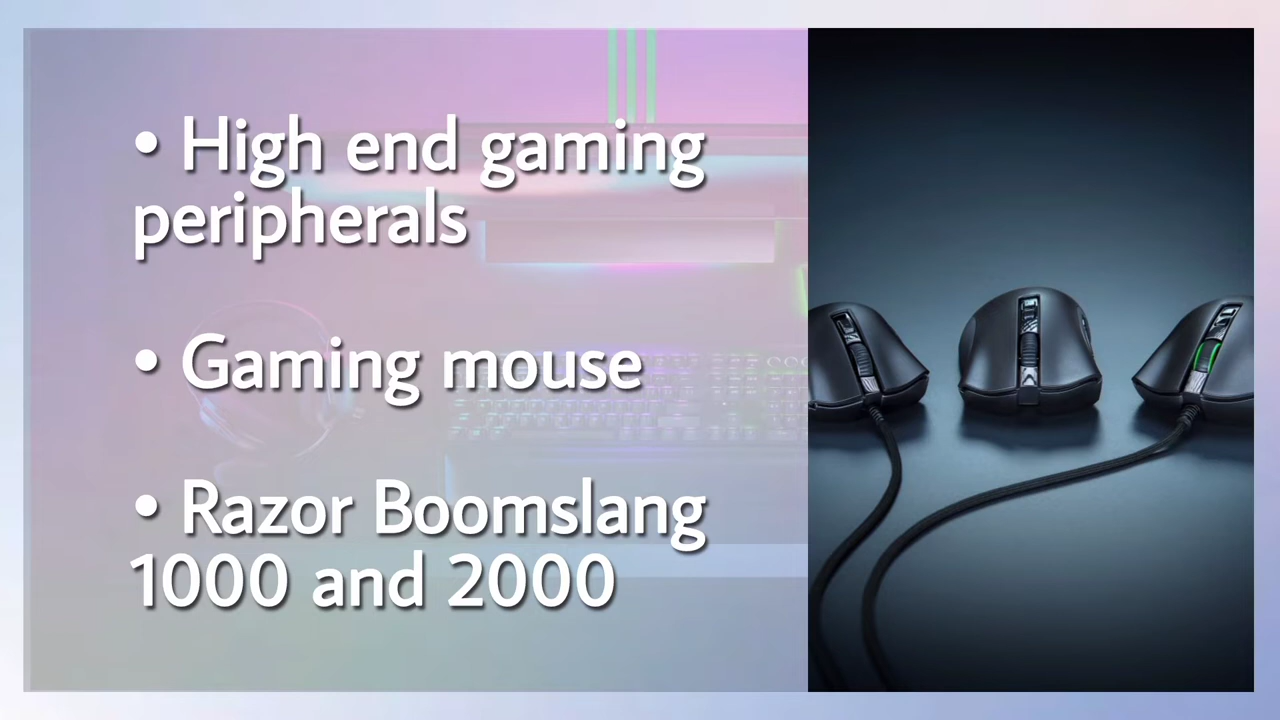 • High end gaming
peripherals
• Gaming mouse
• Razor Boomslang
1000 and 2000